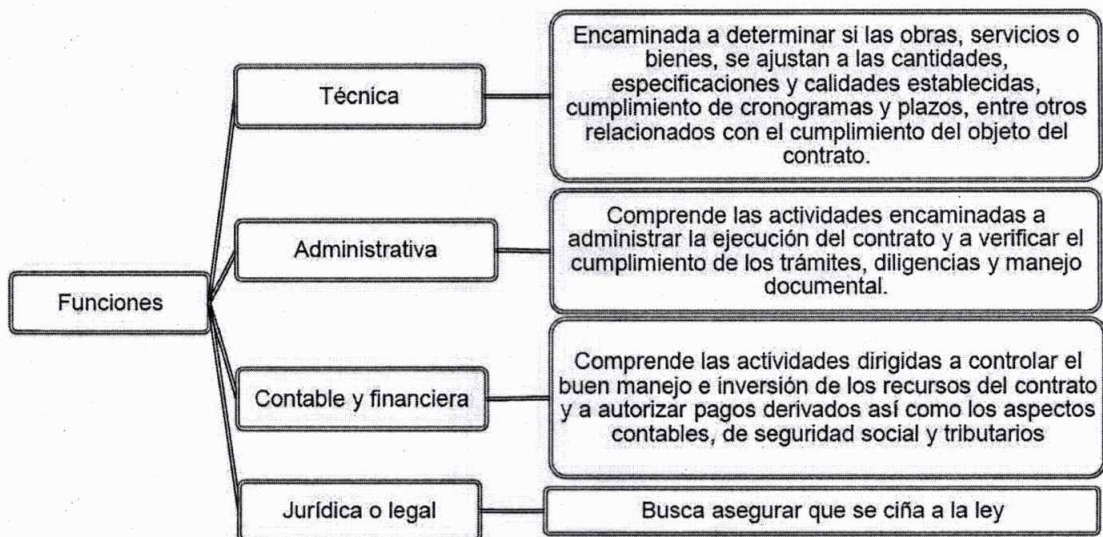 Funciones
Técnica
Encaminada a determinar si las obras, servicios o
bienes, se ajustan a las cantidades,
especificaciones y calidades establecidas,
cumplimiento de cronogramas y plazos, entre otros
relacionados con el cumplimiento del objeto del
contrato.
Administrativa
Comprende las actividades encaminadas a
administrar la ejecución del contrato y a verificar el
cumplimiento de los trámites, diligencias y manejo
documental.
Contable y financiera
Comprende las actividades dirigidas a controlar el
buen manejo e inversión de los recursos del contrato
y a autorizar pagos derivados así como los aspectos
contables, de seguridad social y tributarios
Jurídica o legal
Busca asegurar que se ciña a la ley